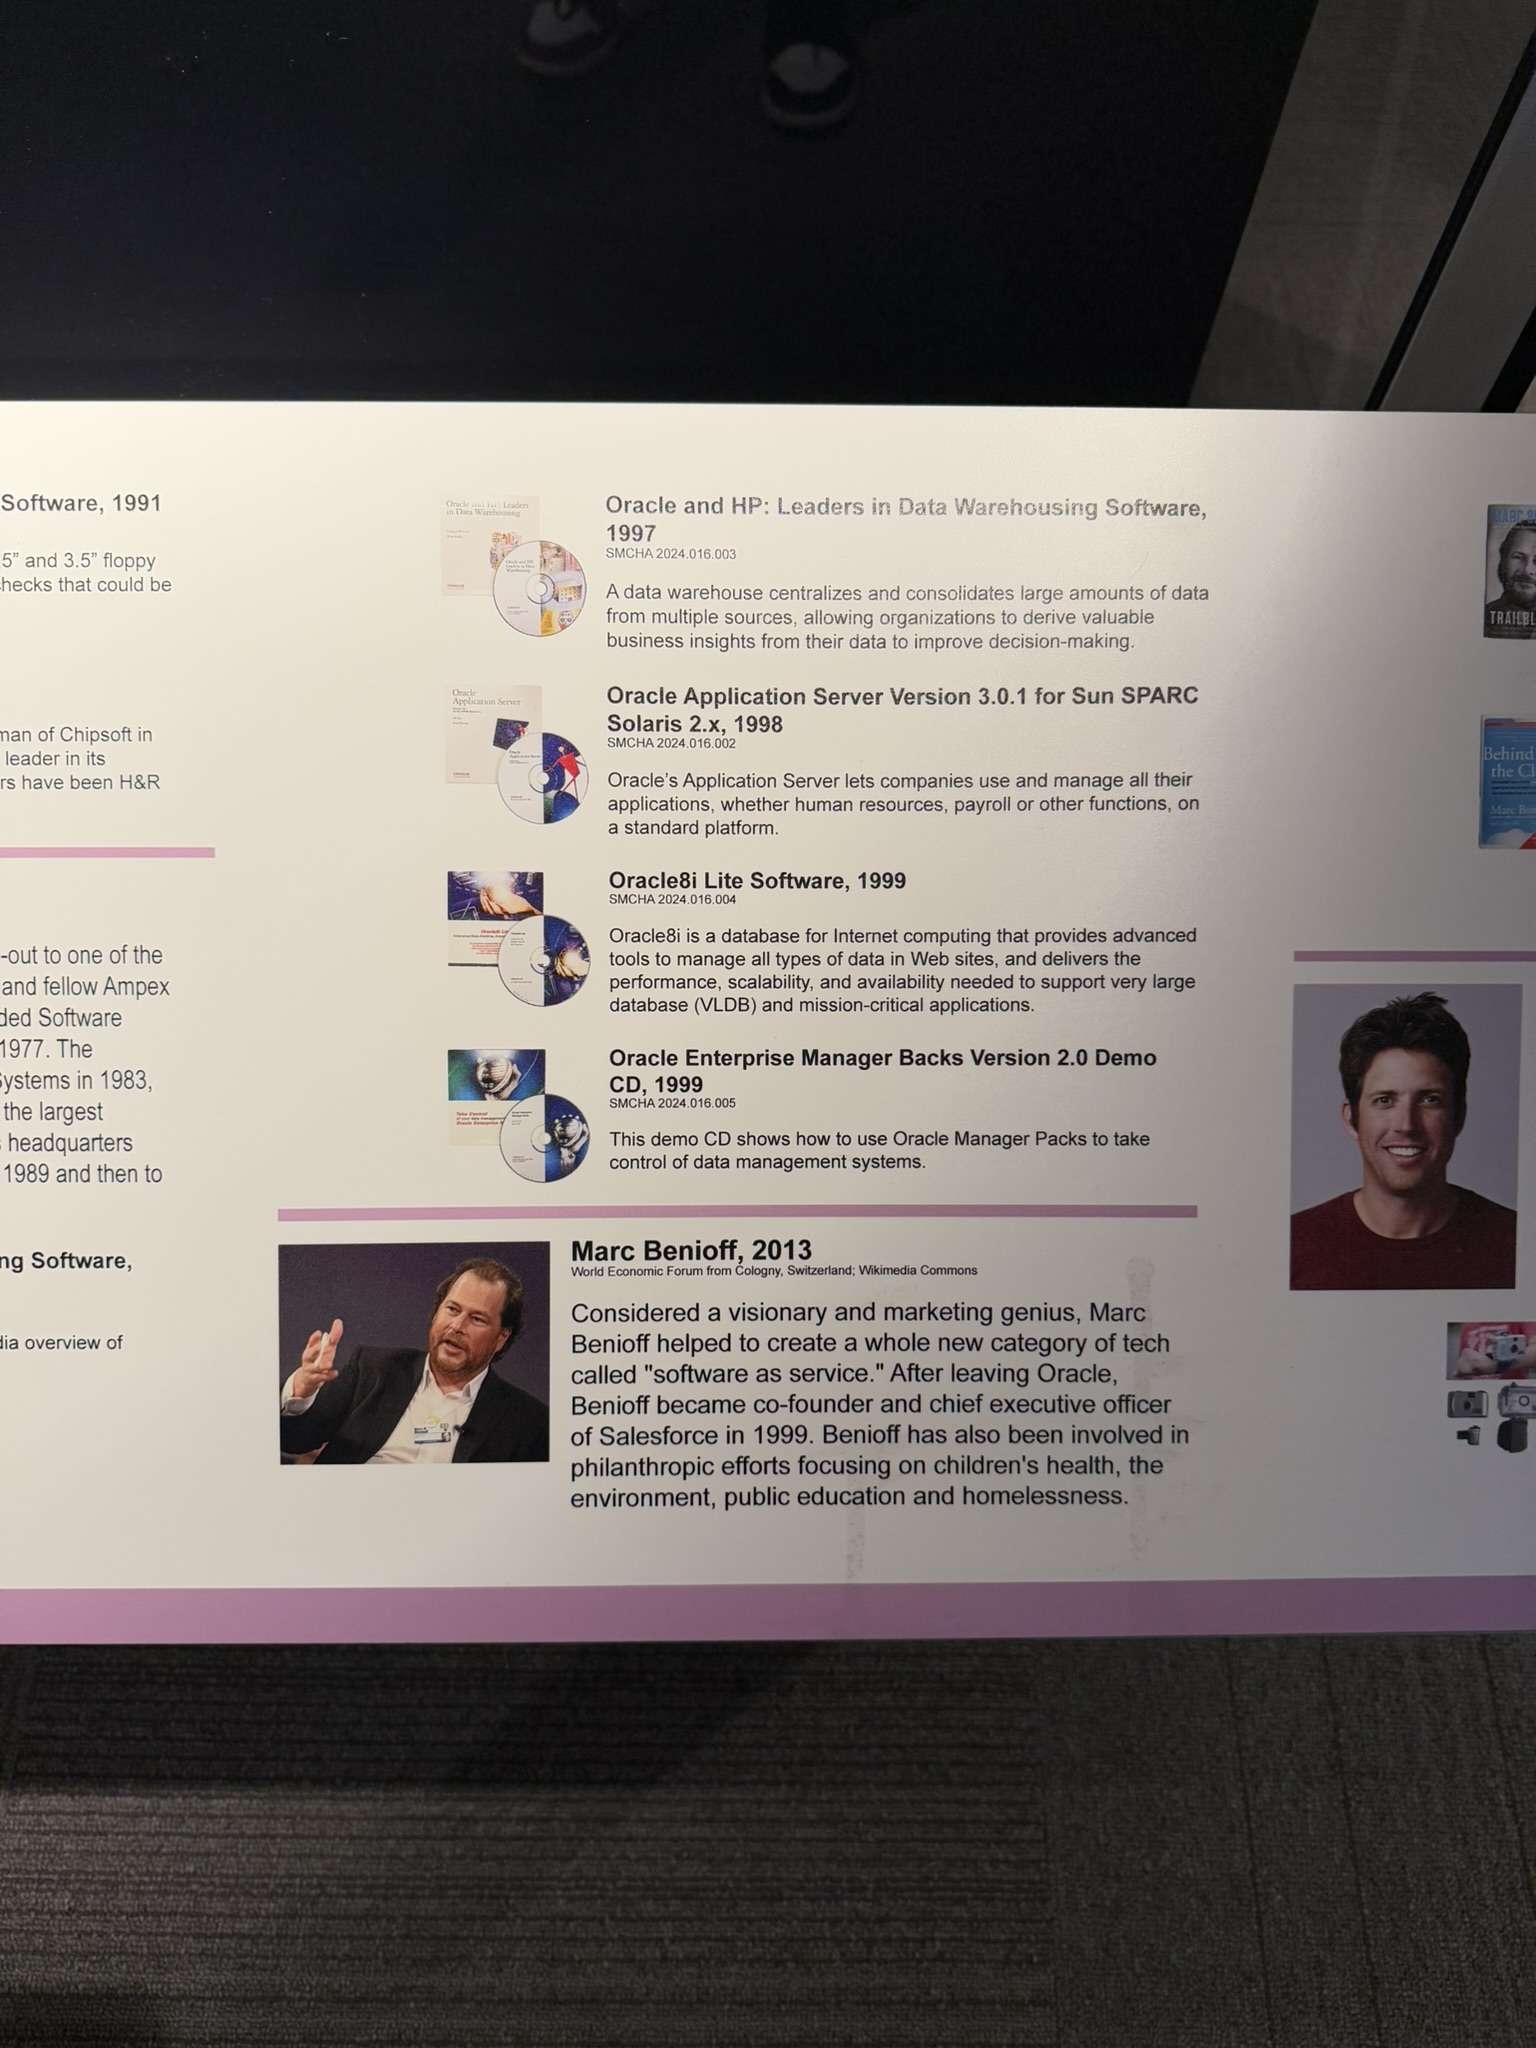 Software, 1991
5” and 3.5” floppy
hecks that could be
man of Chipsoft in
leader in its
rs have been H&R
-out to one of the
and fellow Ampex
ded Software
1977. The
Systems in 1983,
the largest
headquarters
1989 and then to
ng Software,
dia overview of
Oracle and HP: Leaders
in Data Warehousing
Oracle and HP: Leaders in Data Warehousing Software,
1997
SMCHA 2024.016.003
A data warehouse centralizes and consolidates large amounts of data
from multiple sources, allowing organizations to derive valuable
business insights from their data to improve decision-making.
Oracle
Application Server
Oracle Application Server Version 3.0.1 for Sun SPARC
Solaris 2.x, 1998
SMCHA 2024.016.002
Oracle’s Application Server lets companies use and manage all their
applications, whether human resources, payroll or other functions, on
a standard platform.
Oracle8i Lite Software, 1999
SMCHA 2024.016.004
Oracle8i is a database for Internet computing that provides advanced
tools to manage all types of data in Web sites, and delivers the
performance, scalability, and availability needed to support very large
database (VLDB) and mission-critical applications.
Take Control
Oracle Enterprise Manager Backs Version 2.0 Demo
CD, 1999
SMCHA 2024.016.005
This demo CD shows how to use Oracle Manager Packs to take
control of data management systems.
Marc Benioff, 2013
World Economic Forum from Cologny, Switzerland; Wikimedia Commons
Considered a visionary and marketing genius, Marc
Benioff helped to create a whole new category of tech
called "software as service." After leaving Oracle,
Benioff became co-founder and chief executive officer
of Salesforce in 1999. Benioff has also been involved in
philanthropic efforts focusing on children's health, the
environment, public education and homelessness.
MARC B
TRAILBL
Behind
the Cl
Marc Ben